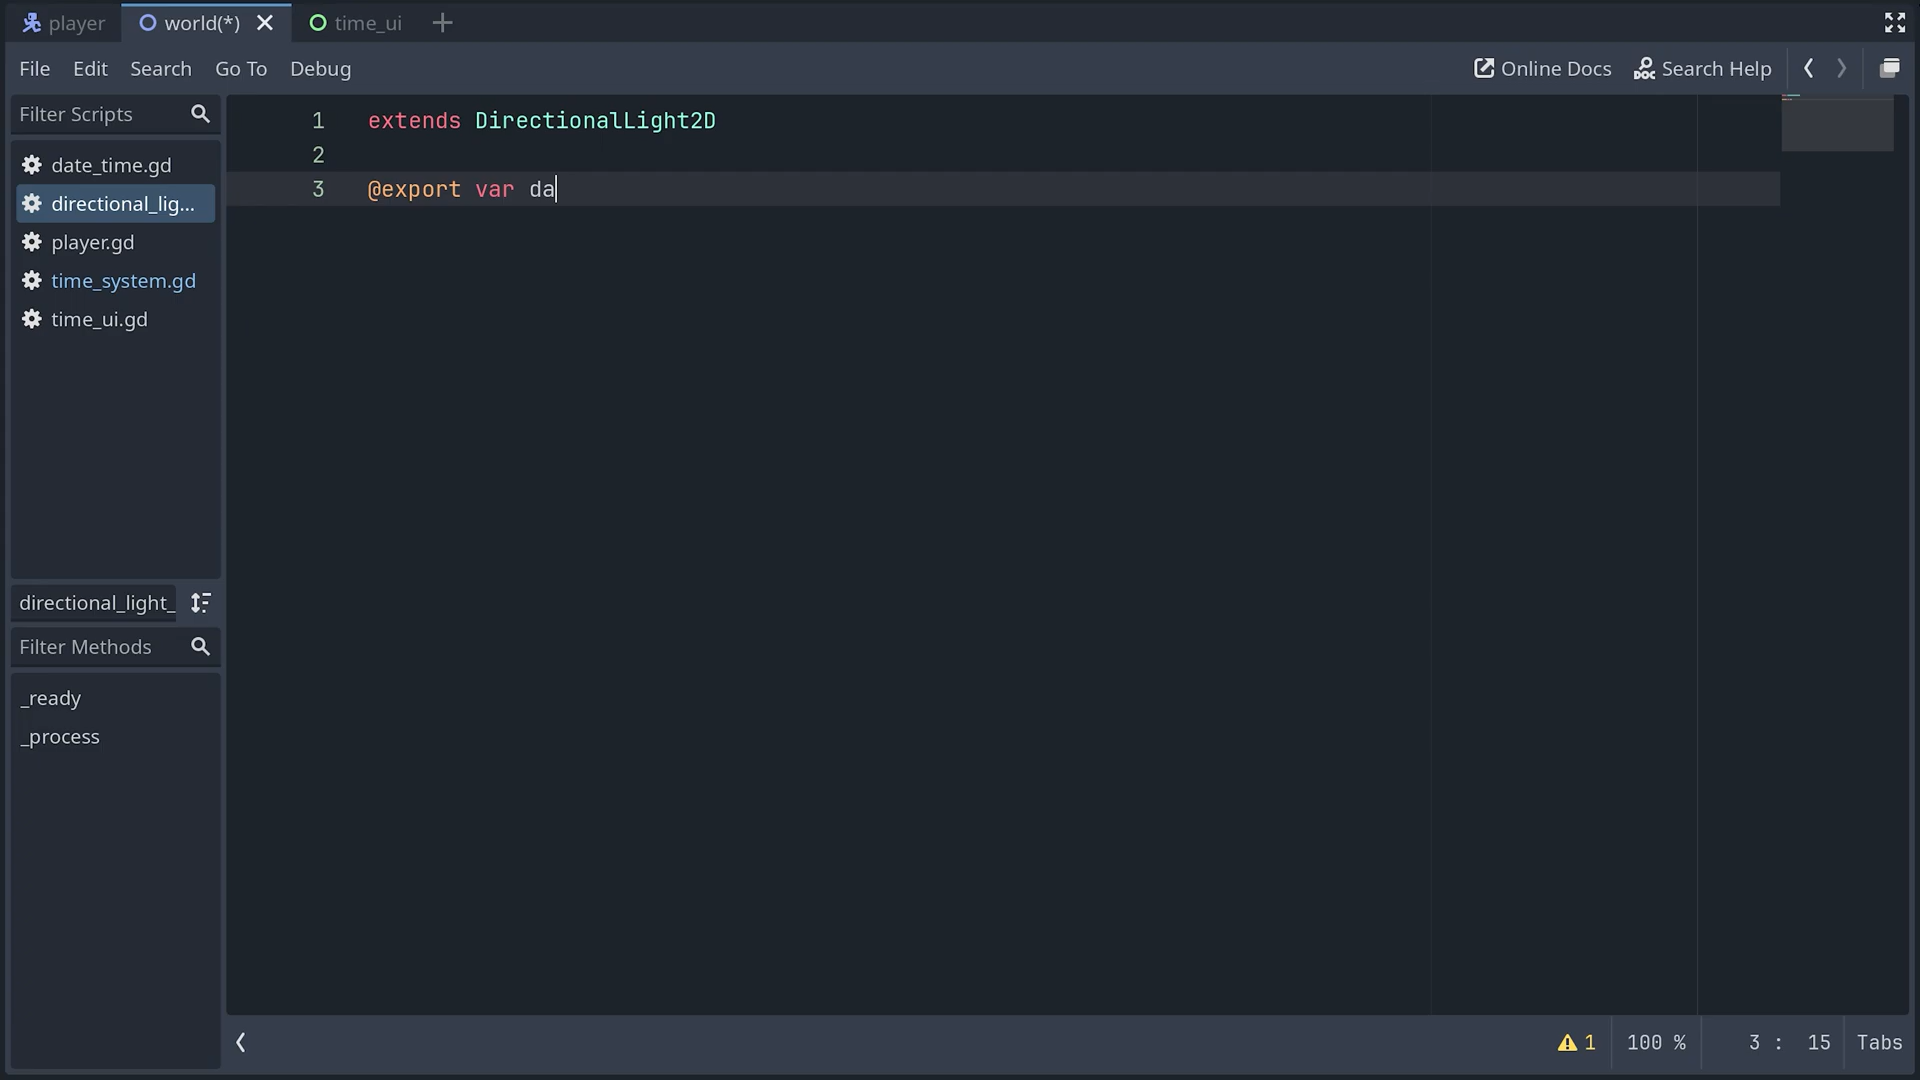 player
world(*)
time_ui
File Edit Search Go To Debug
Online Docs
Search Help
Filter Scripts
date_time.gd
directional_lig...
player.gd
time_system.gd
time_ui.gd
directional_light_
Filter Methods
_ready
_process
1 extends DirectionalLight2D
2
3 @export var da
1
100 %
3 : 15
Tabs